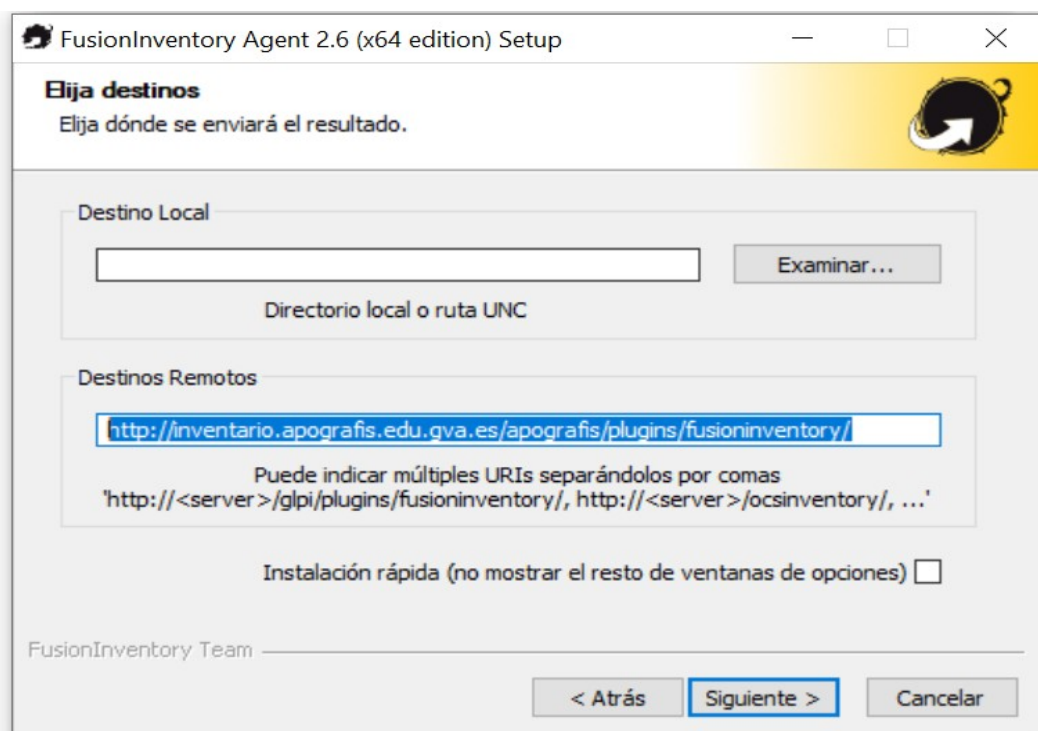 FusionInventory Agent 2.6 (x64 edition) Setup
Elija destinos
Elija dónde se enviará el resultado.
Destino Local
Examinar...
Directorio local o ruta UNC
Destinos Remotos
http://inventario.apografis.edu.gva.es/apografis/plugins/fusioninventory/
Puede indicar múltiples URIs separándolos por comas
'http://<server>/glpi/plugins/fusioninventory/, http://<server>/ocsinventory/, ...'
Instalación rápida (no mostrar el resto de ventanas de opciones)
FusionInventory Team
< Atrás Siguiente > Cancelar